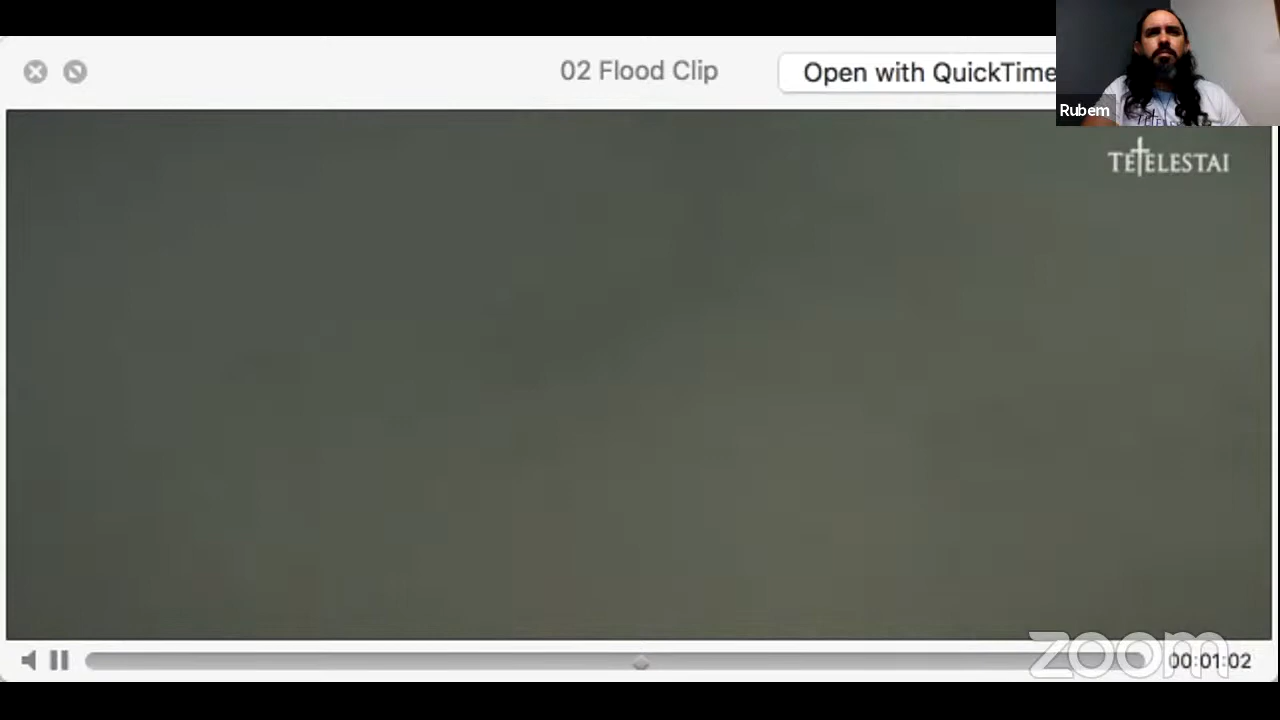 02 Flood Clip
Open with QuickTime
Rubem
TETELESTAI
zoom
00:01:02